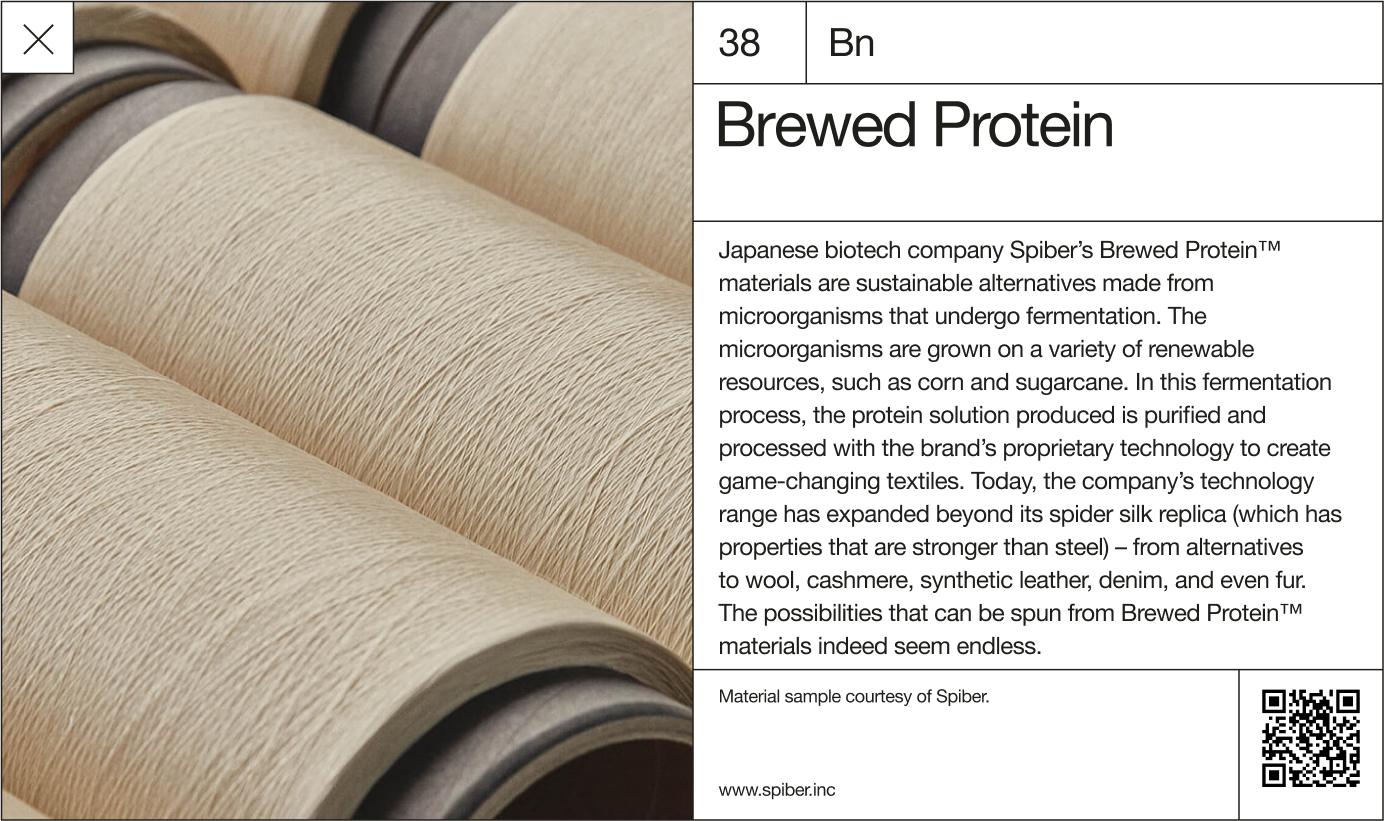 38
Bn
Brewed Protein
Japanese biotech company Spiber’s Brewed Protein™
materials are sustainable alternatives made from
microorganisms that undergo fermentation. The
microorganisms are grown on a variety of renewable
resources, such as corn and sugarcane. In this fermentation
process, the protein solution produced is purified and
processed with the brand’s proprietary technology to create
game-changing textiles. Today, the company’s technology
range has expanded beyond its spider silk replica (which has
properties that are stronger than steel) – from alternatives
to wool, cashmere, synthetic leather, denim, and even fur.
The possibilities that can be spun from Brewed Protein™
materials indeed seem endless.
Material sample courtesy of Spiber.
www.spiber.inc